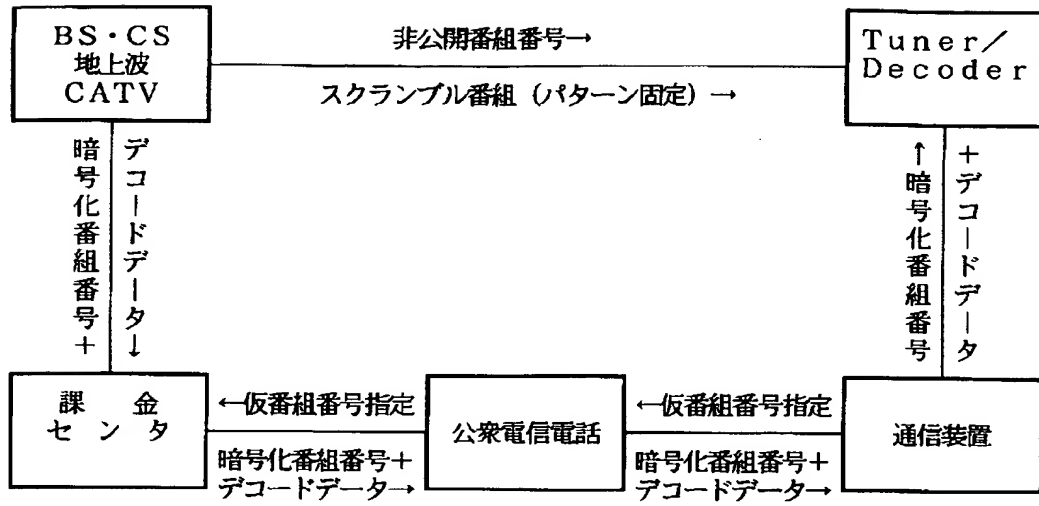 BS・CS
地上波
CATV
非公開番組番号→
スクランブル番組（パターン固定）→
Tuner／
Decoder
暗号化番組番号＋
デコードデータ↓
↑暗号化番組番号
＋デコードデータ
課金
センタ
←仮番組番号指定
暗号化番組番号＋
デコードデータ→
公衆電信電話
←仮番組番号指定
暗号化番組番号＋
デコードデータ→
通信装置